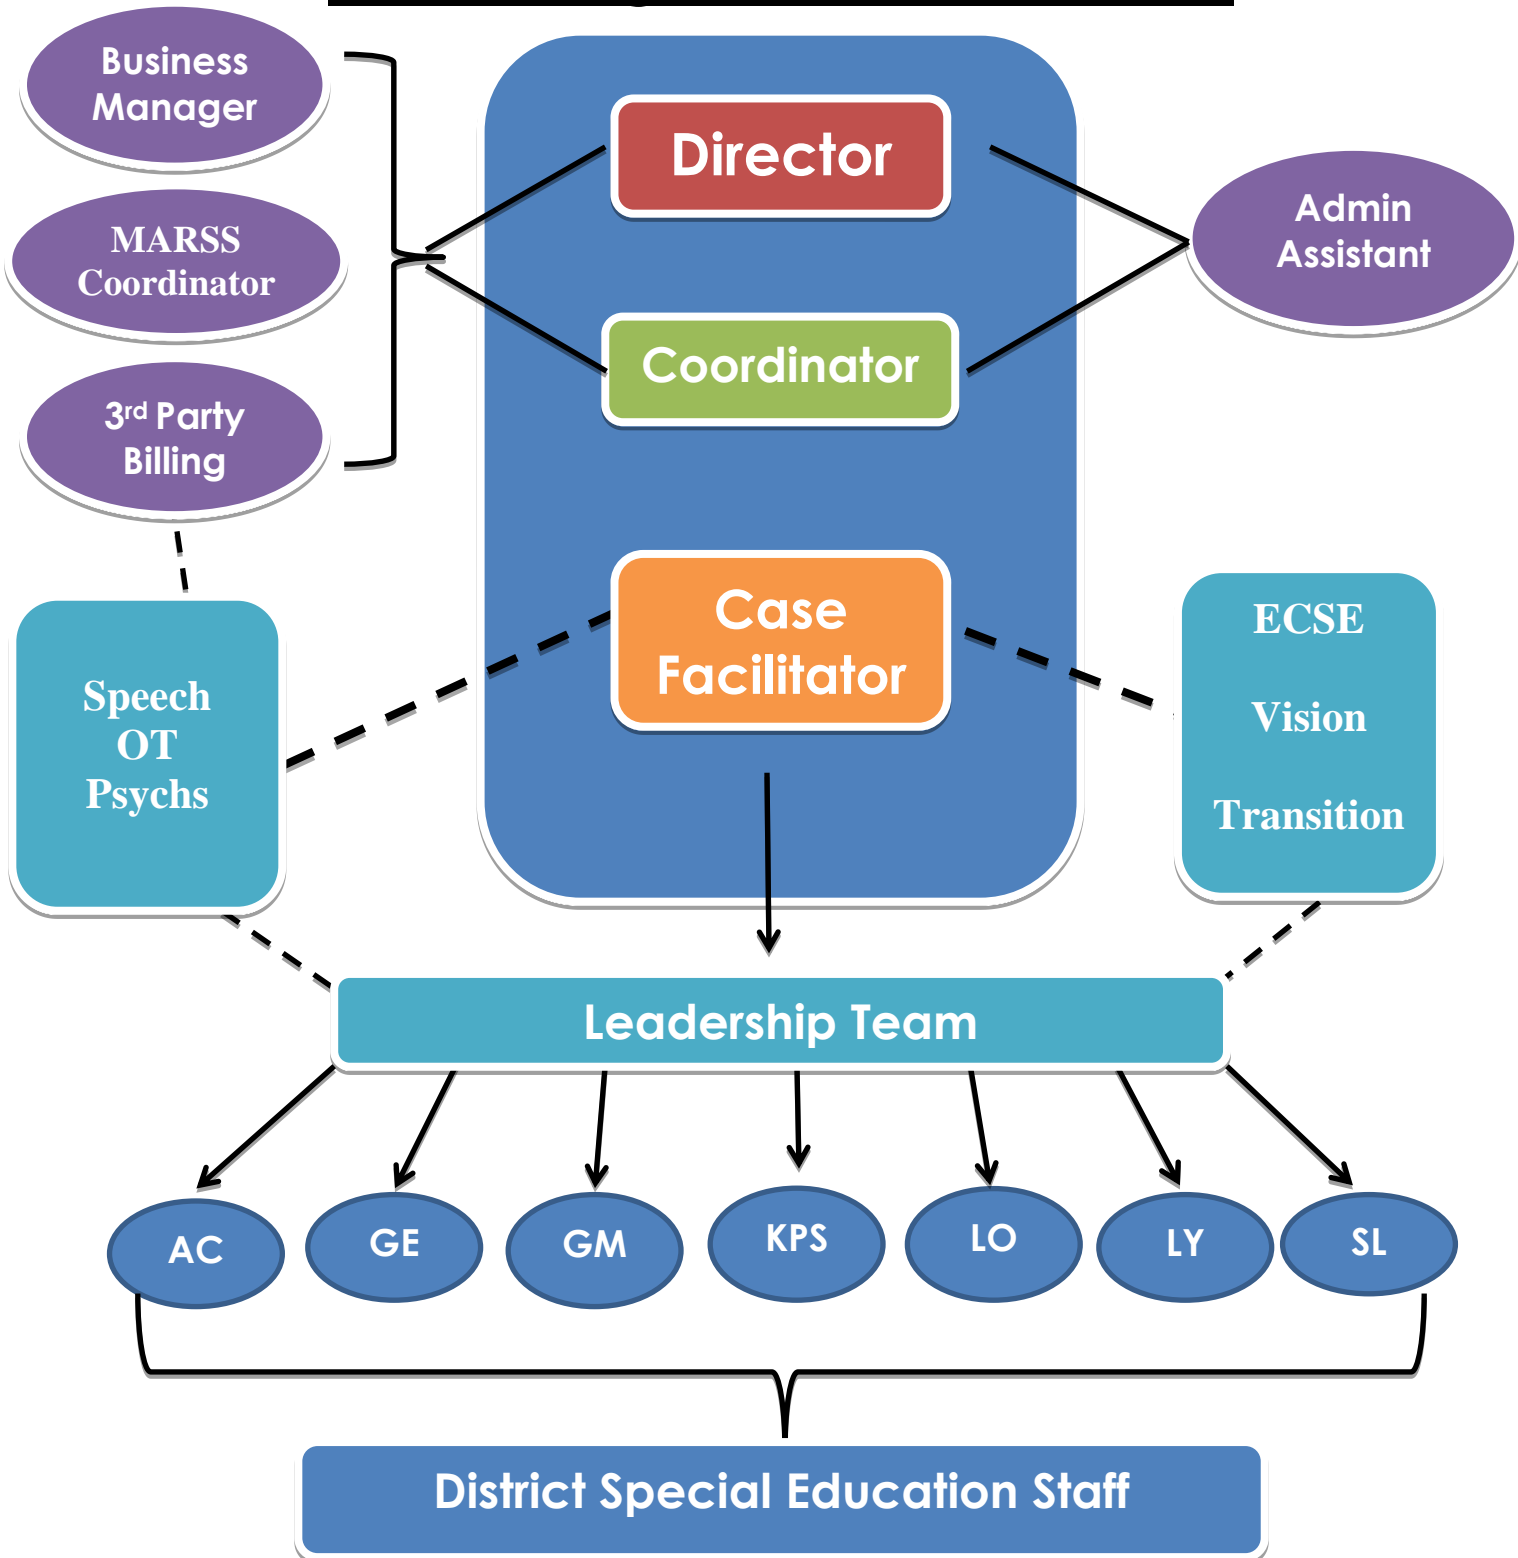 Business
Manager
Director
Admin
Assistant
MARSS
Coordinator
Coordinator
3rd Party
Billing
Case
Facilitator
ECSE
Vision
Transition
Speech
OT
Psychs
Leadership Team
AC
GE
GM
KPS
LO
LY
SL
District Special Education Staff